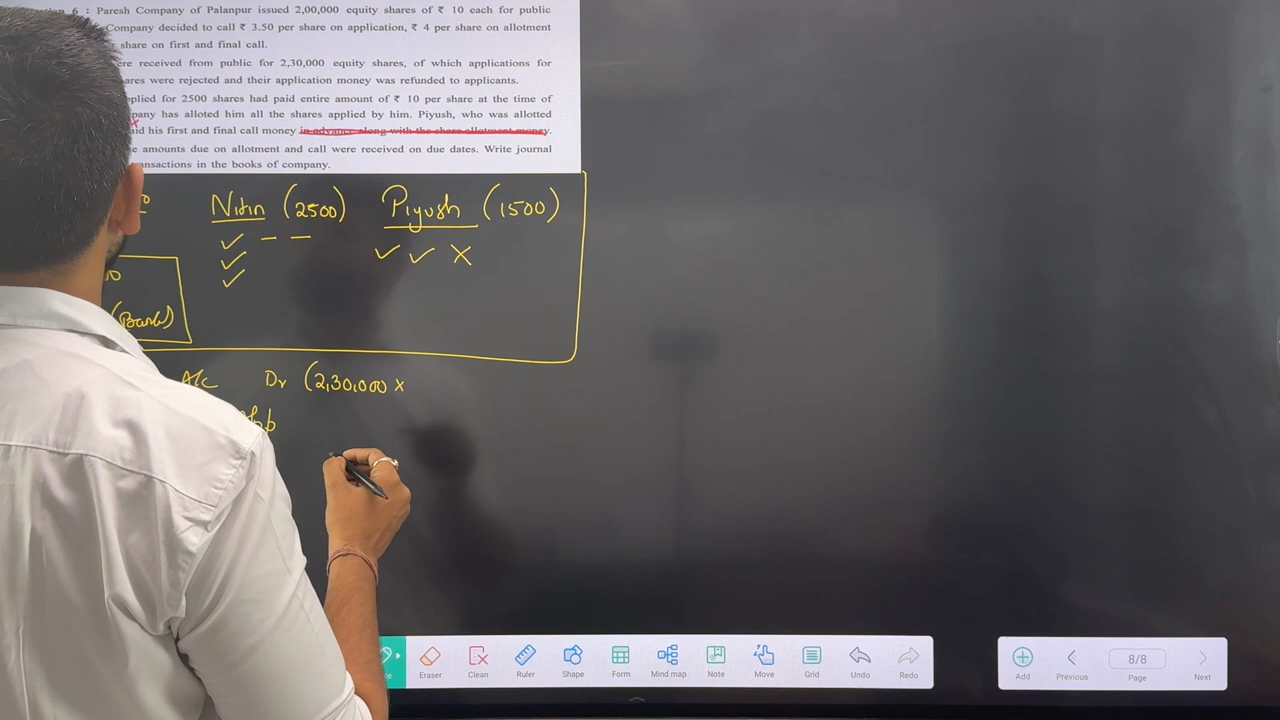 6 : Paresh Company of Palanpur issued 2,00,000 equity shares of ₹ 10 each for public
Company decided to call ₹ 3.50 per share on application, ₹ 4 per share on allotment
share on first and final call.
ere received from public for 2,30,000 equity shares, of which applications for
ares were rejected and their application money was refunded to applicants.
plied for 2500 shares had paid entire amount of ₹ 10 per share at the time of
pany has alloted him all the shares applied by him. Piyush, who was allotted
aid his first and final call money in advance along with the share allotment money.
e amounts due on allotment and call were received on due dates. Write journal
ansactions in the books of company.
Nitin (2500) Piyush (1500)
✓ – – ✓ ✓ X
✓
✓
(Bank)
A/c Dr (2,30,000 x
App
Eraser Clean Ruler Shape Form Mind map Note Move Grid Undo Redo
Add Previous 8/8 Page Next